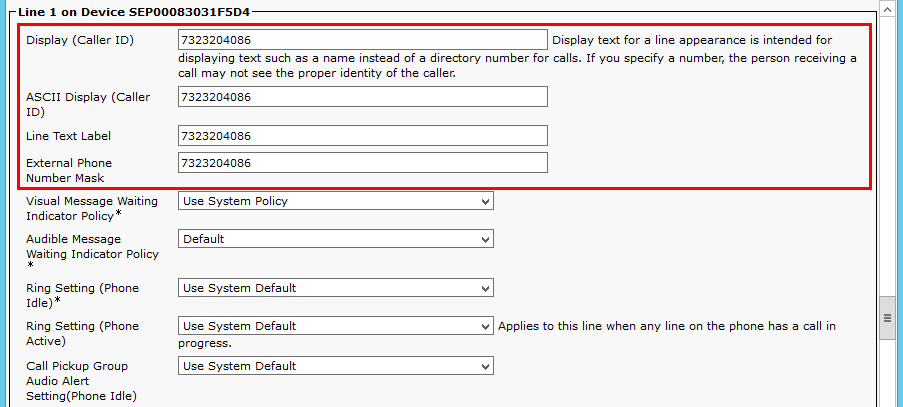 Line 1 on Device SEP00083031F5D4
Display (Caller ID)
7323204086
Display text for a line appearance is intended for
displaying text such as a name instead of a directory number for calls. If you specify a number, the person receiving a
call may not see the proper identity of the caller.
ASCII Display (Caller
ID)
7323204086
Line Text Label
7323204086
External Phone
Number Mask
7323204086
Visual Message Waiting
Indicator Policy*
Use System Policy
Audible Message
Waiting Indicator Policy
*
Default
Ring Setting (Phone
Idle)*
Use System Default
Ring Setting (Phone
Active)
Use System Default
Applies to this line when any line on the phone has a call in
progress.
Call Pickup Group
Audio Alert
Setting(Phone Idle)
Use System Default